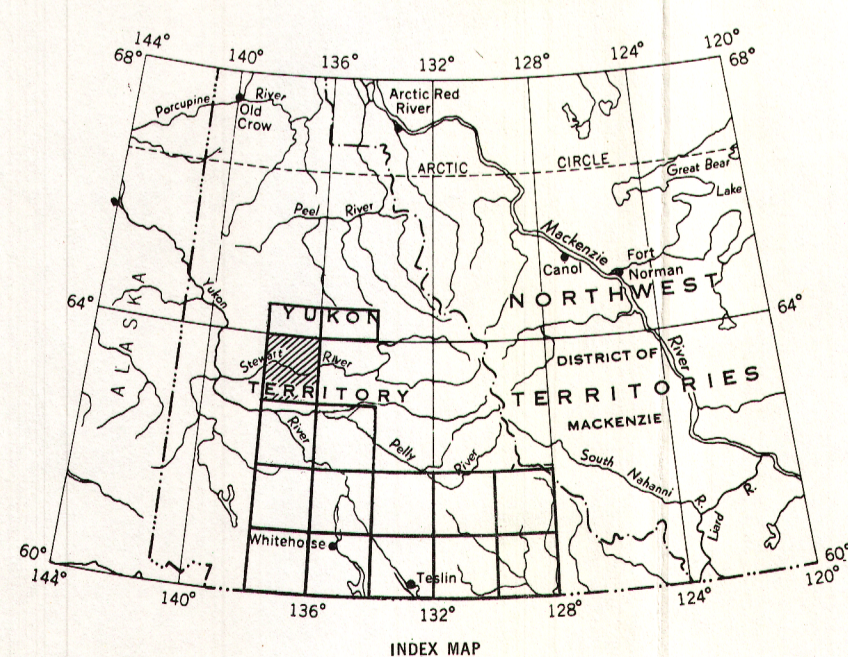 144° 140° 136° 132° 128° 124° 120°
68° 68°
Porcupine River
Old
Crow
Arctic Red
River
ARCTIC CIRCLE
Great Bear
Lake
Peel River
Mackenzie
Fort
Norman
Canol
NORTHWEST
Yukon
64° 64°
ALASKA
YUKON
Stewart River
TERRITORY
DISTRICT OF
TERRITORIES
MACKENZIE
River
River
Pelly
River
South Nahanni R.
Liard R.
Whitehorse
Teslin
60° 60°
144° 140° 136° 132° 128° 124° 120°
INDEX MAP